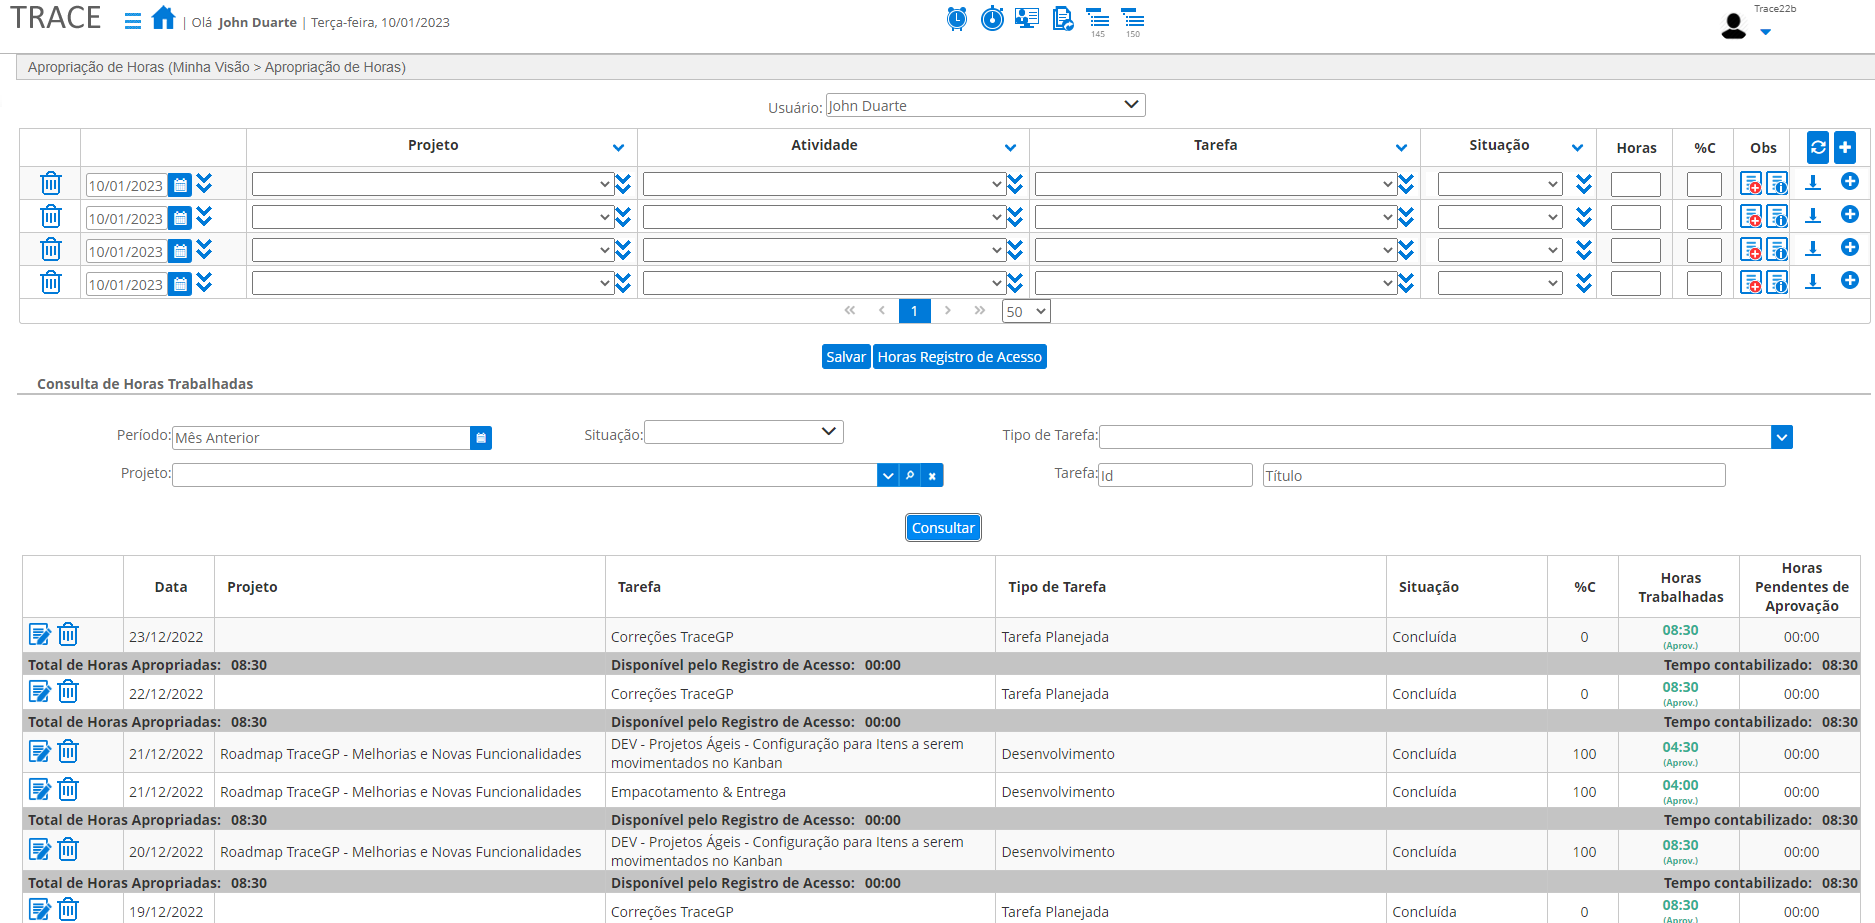 TRACE | Olá John Duarte | Terça-feira, 10/01/2023 145 150 Trace22b
Apropriação de Horas (Minha Visão > Apropriação de Horas)
Usuário: John Duarte
Projeto Atividade Tarefa Situação Horas %C Obs
10/01/2023
10/01/2023
10/01/2023
10/01/2023
« ‹ 1 › » 50
Salvar Horas Registro de Acesso
Consulta de Horas Trabalhadas
Período: Mês Anterior Situação: Tipo de Tarefa:
Projeto: Tarefa: Id Título
Consultar
Data Projeto Tarefa Tipo de Tarefa Situação %C Horas Trabalhadas Horas Pendentes de Aprovação
23/12/2022 Correções TraceGP Tarefa Planejada Concluída 0 08:30 (Aprov.) 00:00
Total de Horas Apropriadas: 08:30 Disponível pelo Registro de Acesso: 00:00 Tempo contabilizado: 08:30
22/12/2022 Correções TraceGP Tarefa Planejada Concluída 0 08:30 (Aprov.) 00:00
Total de Horas Apropriadas: 08:30 Disponível pelo Registro de Acesso: 00:00 Tempo contabilizado: 08:30
21/12/2022 Roadmap TraceGP - Melhorias e Novas Funcionalidades DEV - Projetos Ágeis - Configuração para Itens a serem movimentados no Kanban Desenvolvimento Concluída 100 04:30 (Aprov.) 00:00
21/12/2022 Roadmap TraceGP - Melhorias e Novas Funcionalidades Empacotamento & Entrega Desenvolvimento Concluída 100 04:00 (Aprov.) 00:00
Total de Horas Apropriadas: 08:30 Disponível pelo Registro de Acesso: 00:00 Tempo contabilizado: 08:30
20/12/2022 Roadmap TraceGP - Melhorias e Novas Funcionalidades DEV - Projetos Ágeis - Configuração para Itens a serem movimentados no Kanban Desenvolvimento Concluída 100 08:30 (Aprov.) 00:00
Total de Horas Apropriadas: 08:30 Disponível pelo Registro de Acesso: 00:00 Tempo contabilizado: 08:30
19/12/2022 Correções TraceGP Tarefa Planejada Concluída 0 08:30 (Aprov.) 00:00